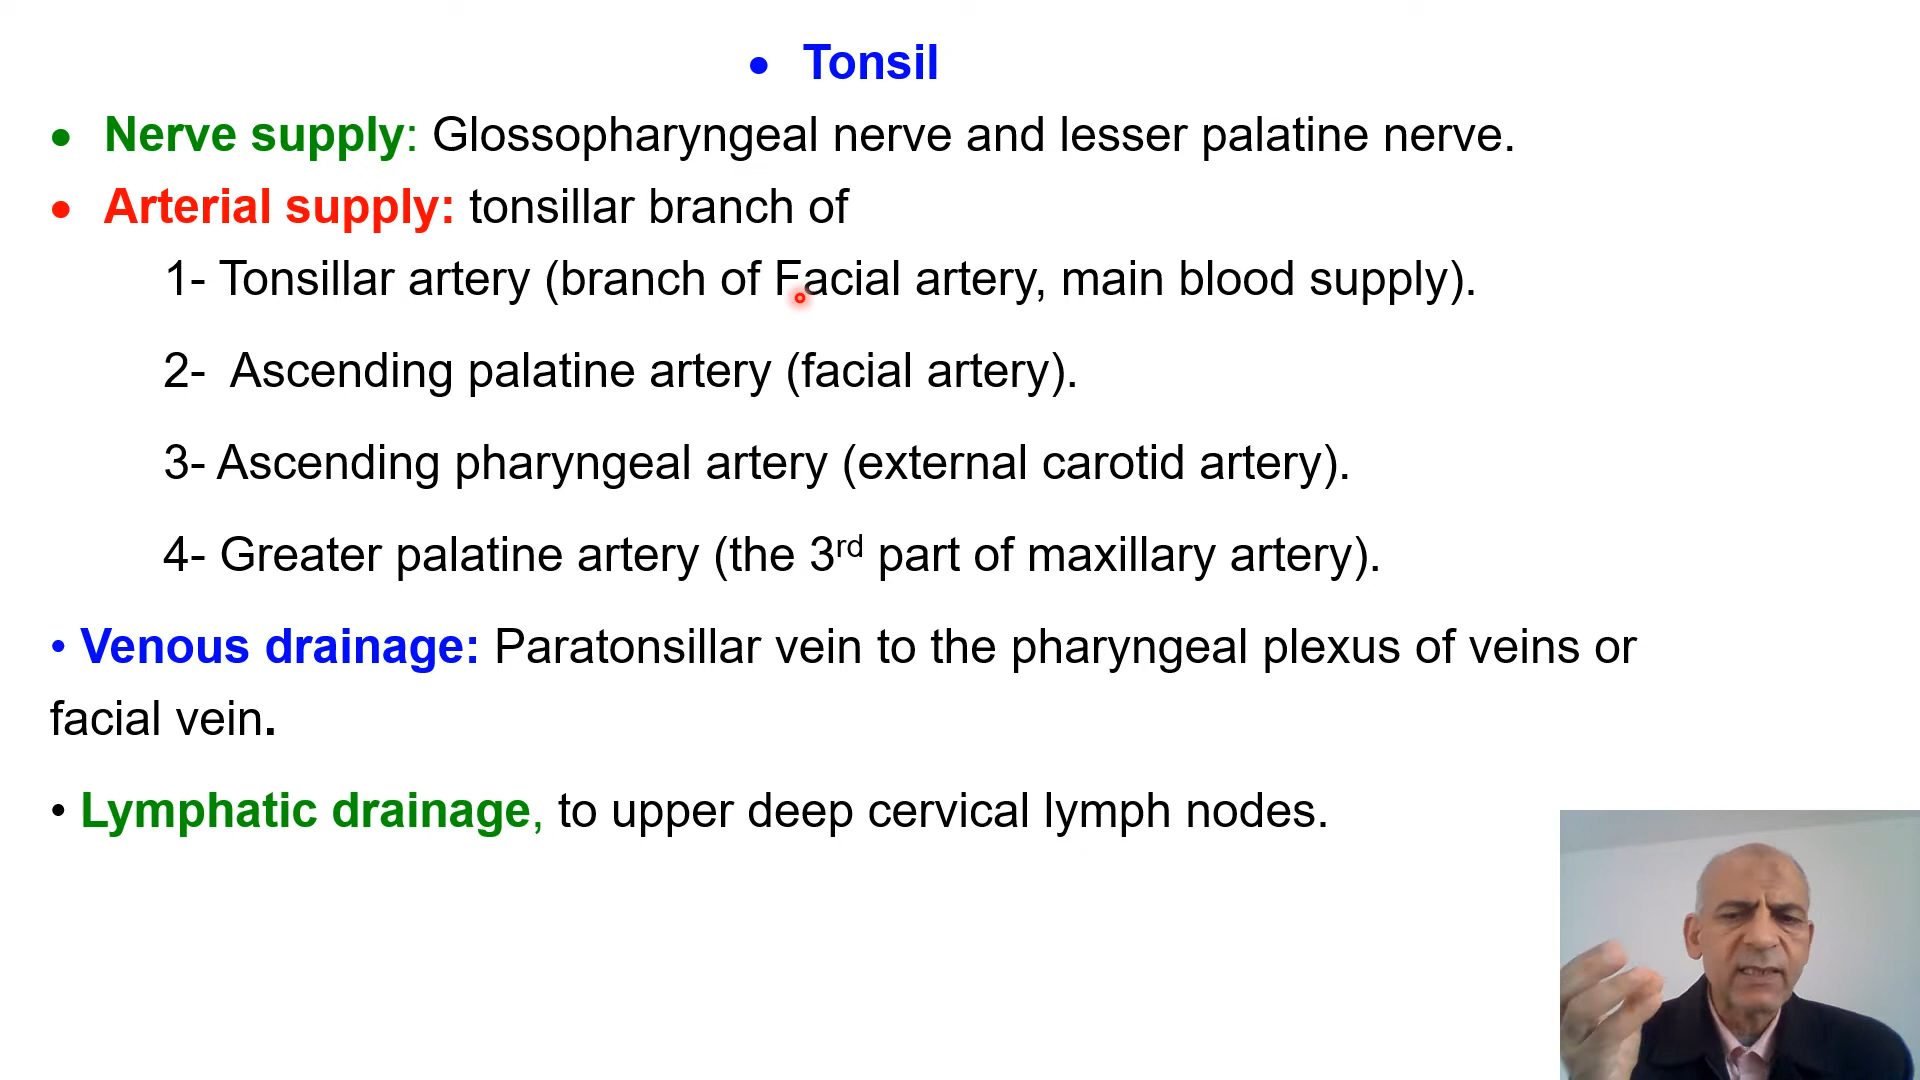 • Tonsil
• Nerve supply: Glossopharyngeal nerve and lesser palatine nerve.
• Arterial supply: tonsillar branch of
1- Tonsillar artery (branch of Facial artery, main blood supply).
2- Ascending palatine artery (facial artery).
3- Ascending pharyngeal artery (external carotid artery).
4- Greater palatine artery (the 3rd part of maxillary artery).
• Venous drainage: Paratonsillar vein to the pharyngeal plexus of veins or
facial vein.
• Lymphatic drainage, to upper deep cervical lymph nodes.